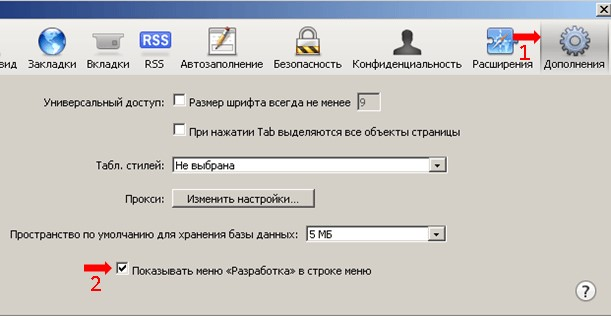 RSS
1
вид Закладки Вкладки RSS Автозаполнение Безопасность Конфиденциальность Расширения Дополнения
Универсальный доступ: Размер шрифта всегда не менее 9
При нажатии Tab выделяются все объекты страницы
Табл. стилей: Не выбрана
Прокси: Изменить настройки...
Пространство по умолчанию для хранения базы данных: 5 МБ
2 Показывать меню «Разработка» в строке меню
?